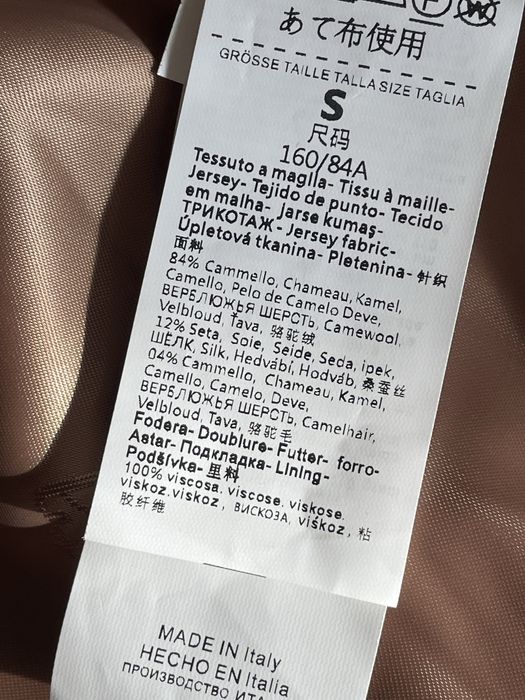 あて布使用
GRÖSSE TAILLE TALLA SIZE TAGLIA
S
尺码
160/84A
Tessuto a maglia- Tissu à maille-
Jersey- Tejido de punto- Tecido
em malha- Jarse kumaş-
ТРИКОТАЖ- Jersey fabric-
Úpletová tkanina- Pletenina- 针织
面料
84% Cammello, Chameau, Kamel,
Camello, Pelo de Camelo Deve,
ВЕРБЛЮЖЬЯ ШЕРСТЬ, Camewool,
Velbloud, Ťava, 骆驼绒
12% Seta, Soie, Seide, Seda, ipek,
ШЁЛК, Silk, Hedvábí, Hodváb, 桑蚕丝
04% Cammello, Chameau, Kamel,
Camello, Camelo, Deve,
ВЕРБЛЮЖЬЯ ШЕРСТЬ, Camelhair,
Velbloud, Tava, 骆驼毛
Fodera- Doublure- Futter- forro-
Astar- Подкладка- Lining-
Podšívka- 里料
100% viscosa, viscose, viskose,
viskoz, viskoz, ВИСКОЗА, viśkoz, 粘
胶纤维
MADE IN Italy
HECHO EN Italia
ПРОИЗВОДСТВО ИТА